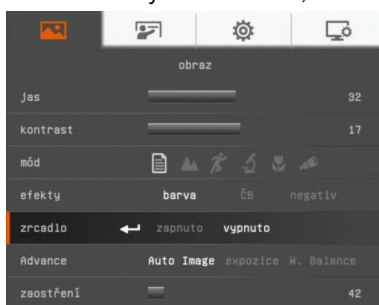 obraz
jas 32
kontrast 17
mód
efekty barva ČB negativ
zrcadlo zapnuto vypnuto
Advance Auto Image expozice W. Balance
zaostření 42